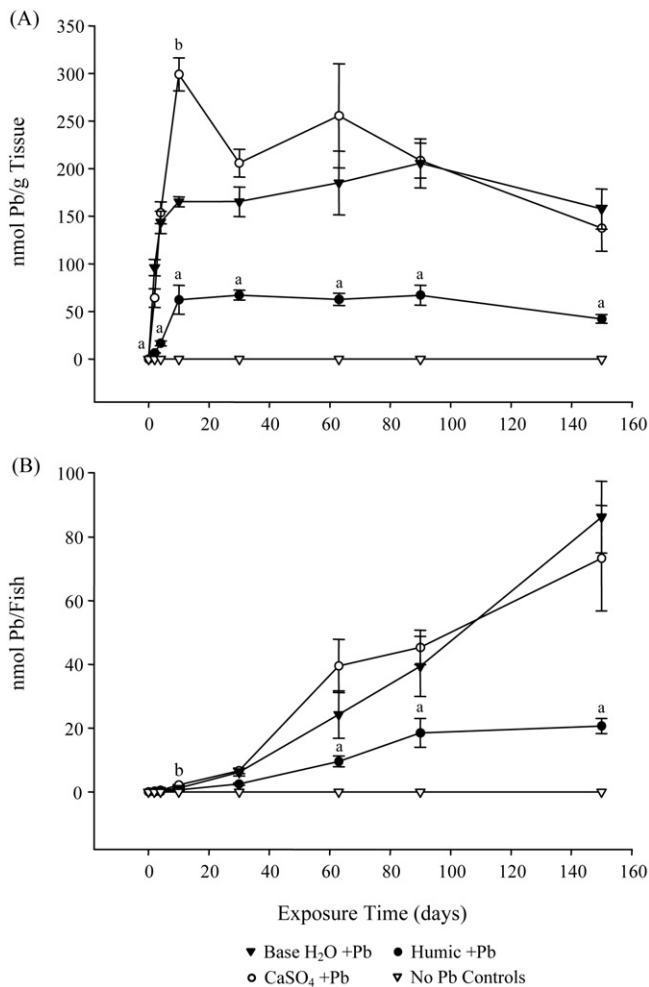 (A)
b
350
300
250
200
150
100
50
0
nmol Pb/g Tissue
a a a a a a a
0 20 40 60 80 100 120 140 160
(B)
100
80
60
40
20
0
nmol Pb/Fish
b a a a
0 20 40 60 80 100 120 140 160
Exposure Time (days)
Base H₂O +Pb Humic +Pb
CaSO₄ +Pb No Pb Controls